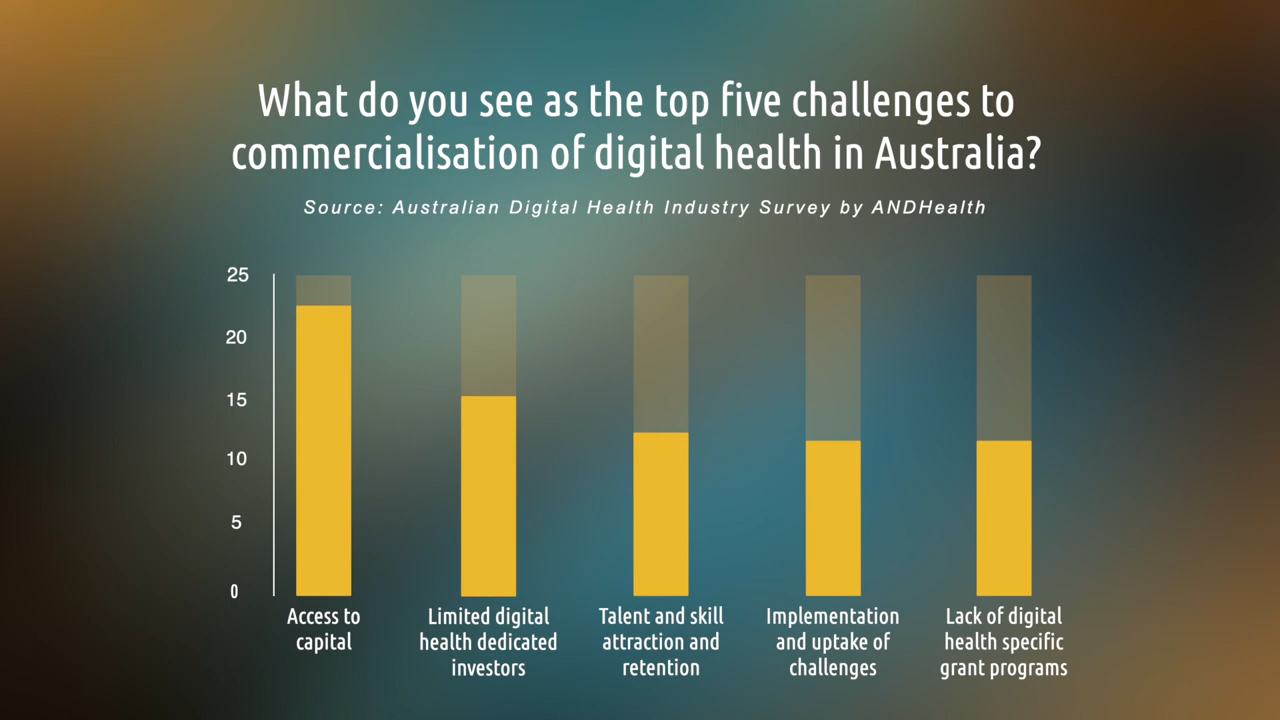 What do you see as the top five challenges to
commercialisation of digital health in Australia?
Source: Australian Digital Health Industry Survey by ANDHealth
25
20
15
10
5
0
Access to
capital
Limited digital
health dedicated
investors
Talent and skill
attraction and
retention
Implementation
and uptake of
challenges
Lack of digital
health specific
grant programs